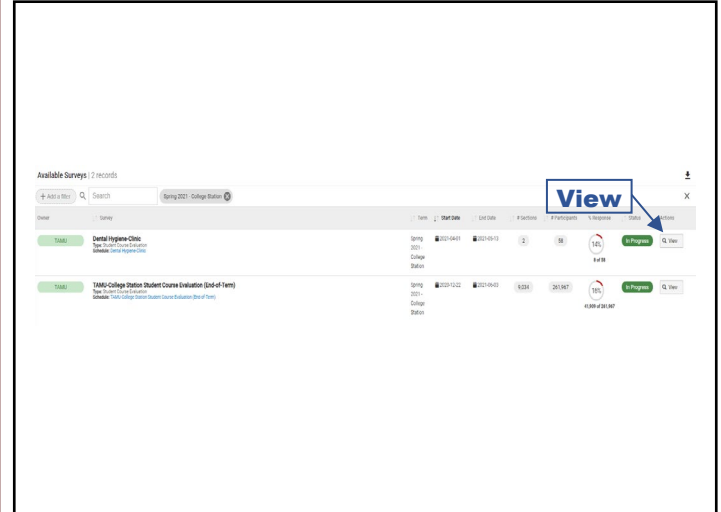 Available Surveys | 2 records
+ Add a filter Search Spring 2021 - College Station
View
Owner Survey Term Start Date End Date # Sections # Participants % Response Status Actions
TAMU Dental Hygiene-Clinic Spring 2021-04-01 2021-05-13 2 58 14% In Progress View
Type: Student Course Evaluation 2021 -
Schedule: Dental Hygiene-Clinic College 8 of 58
Station
TAMU TAMU-College Station Student Course Evaluation (End-of-Term) Spring 2020-12-22 2021-06-03 9,034 261,967 16% In Progress View
Type: Student Course Evaluation 2021 -
Schedule: TAMU-College Station Student Course Evaluation (End-of-Term) College
Station